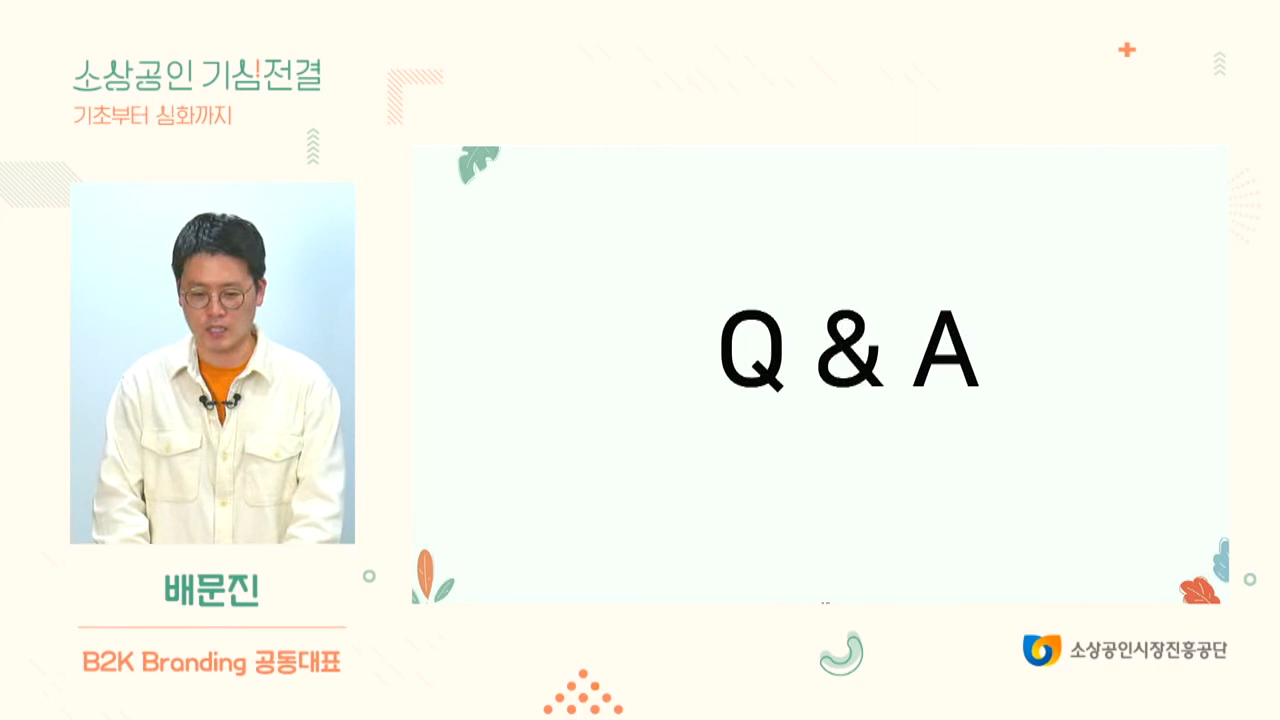 소상공인 기심전결
기초부터 심화까지
Q & A
배문진
B2K Branding 공동대표
소상공인시장진흥공단